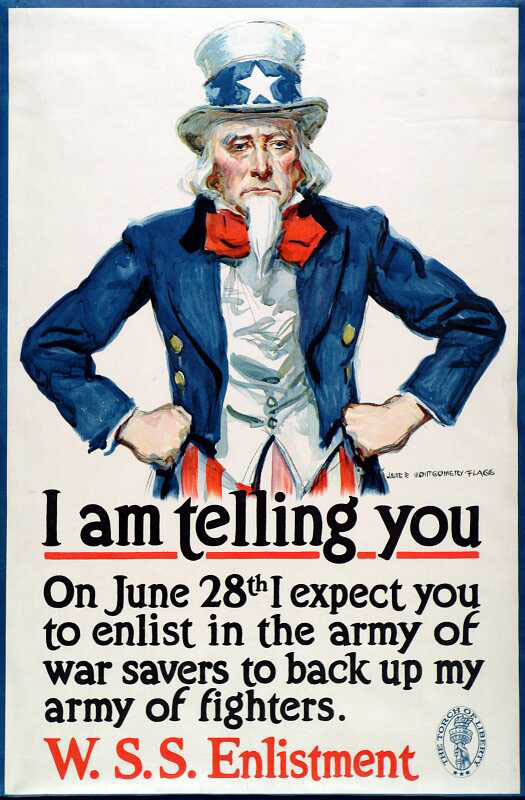 JAMES MONTGOMERY FLAGG
I am telling you
On June 28th I expect you
to enlist in the army of
war savers to back up my
army of fighters.
W. S. S. Enlistment
THE TORCH OF LIBERTY